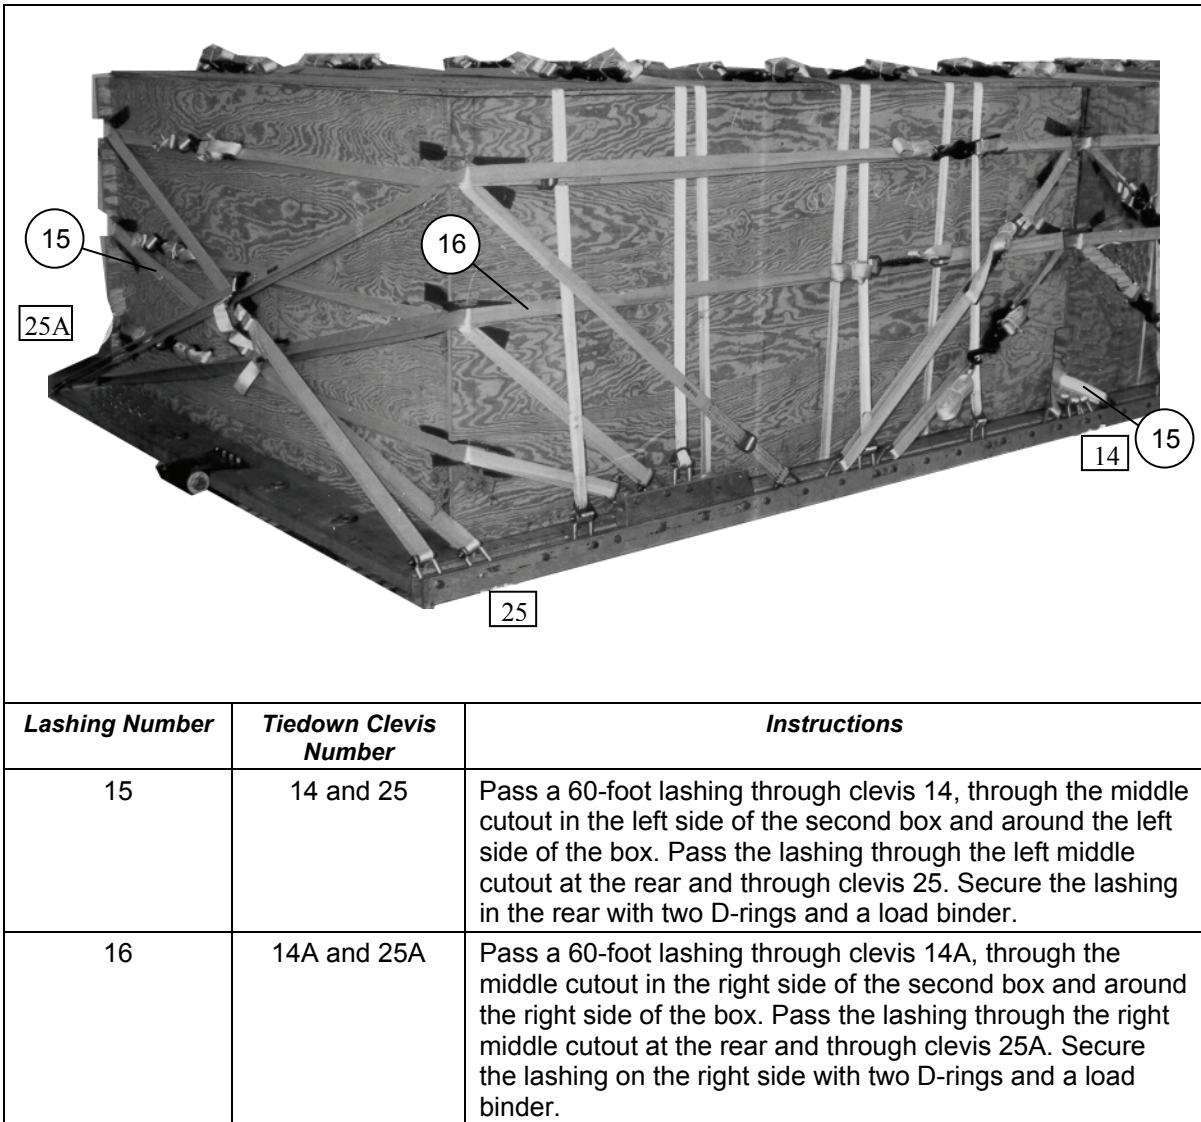 15
16
25A
15
14
25
Lashing Number
Tiedown Clevis
Number
Instructions
15
14 and 25
Pass a 60-foot lashing through clevis 14, through the middle
cutout in the left side of the second box and around the left
side of the box. Pass the lashing through the left middle
cutout at the rear and through clevis 25. Secure the lashing
in the rear with two D-rings and a load binder.
16
14A and 25A
Pass a 60-foot lashing through clevis 14A, through the
middle cutout in the right side of the second box and around
the right side of the box. Pass the lashing through the right
middle cutout at the rear and through clevis 25A. Secure
the lashing on the right side with two D-rings and a load
binder.